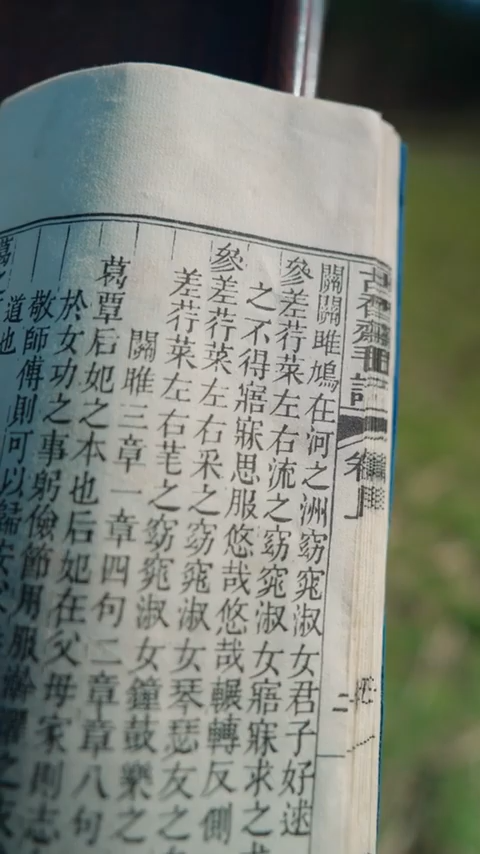 關關雎鳩在河之洲窈窕淑女君子好逑
參差荇菜左右流之窈窕淑女寤寐求之
之不得寤寐思服悠哉悠哉輾轉反側
參差荇菜左右采之窈窕淑女琴瑟友之
差荇菜左右芼之窈窕淑女鐘鼓樂之
關雎三章一章四句二章章八句
葛覃后妃之本也后妃在父母家則志
於女功之事躬儉節用服澣濯之衣
敬師傅則可以歸安父
道也
葛之